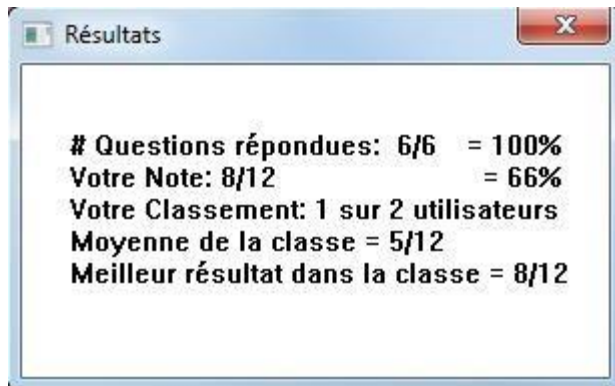 Résultats
# Questions répondues: 6/6 = 100%
Votre Note: 8/12 = 66%
Votre Classement: 1 sur 2 utilisateurs
Moyenne de la classe = 5/12
Meilleur résultat dans la classe = 8/12